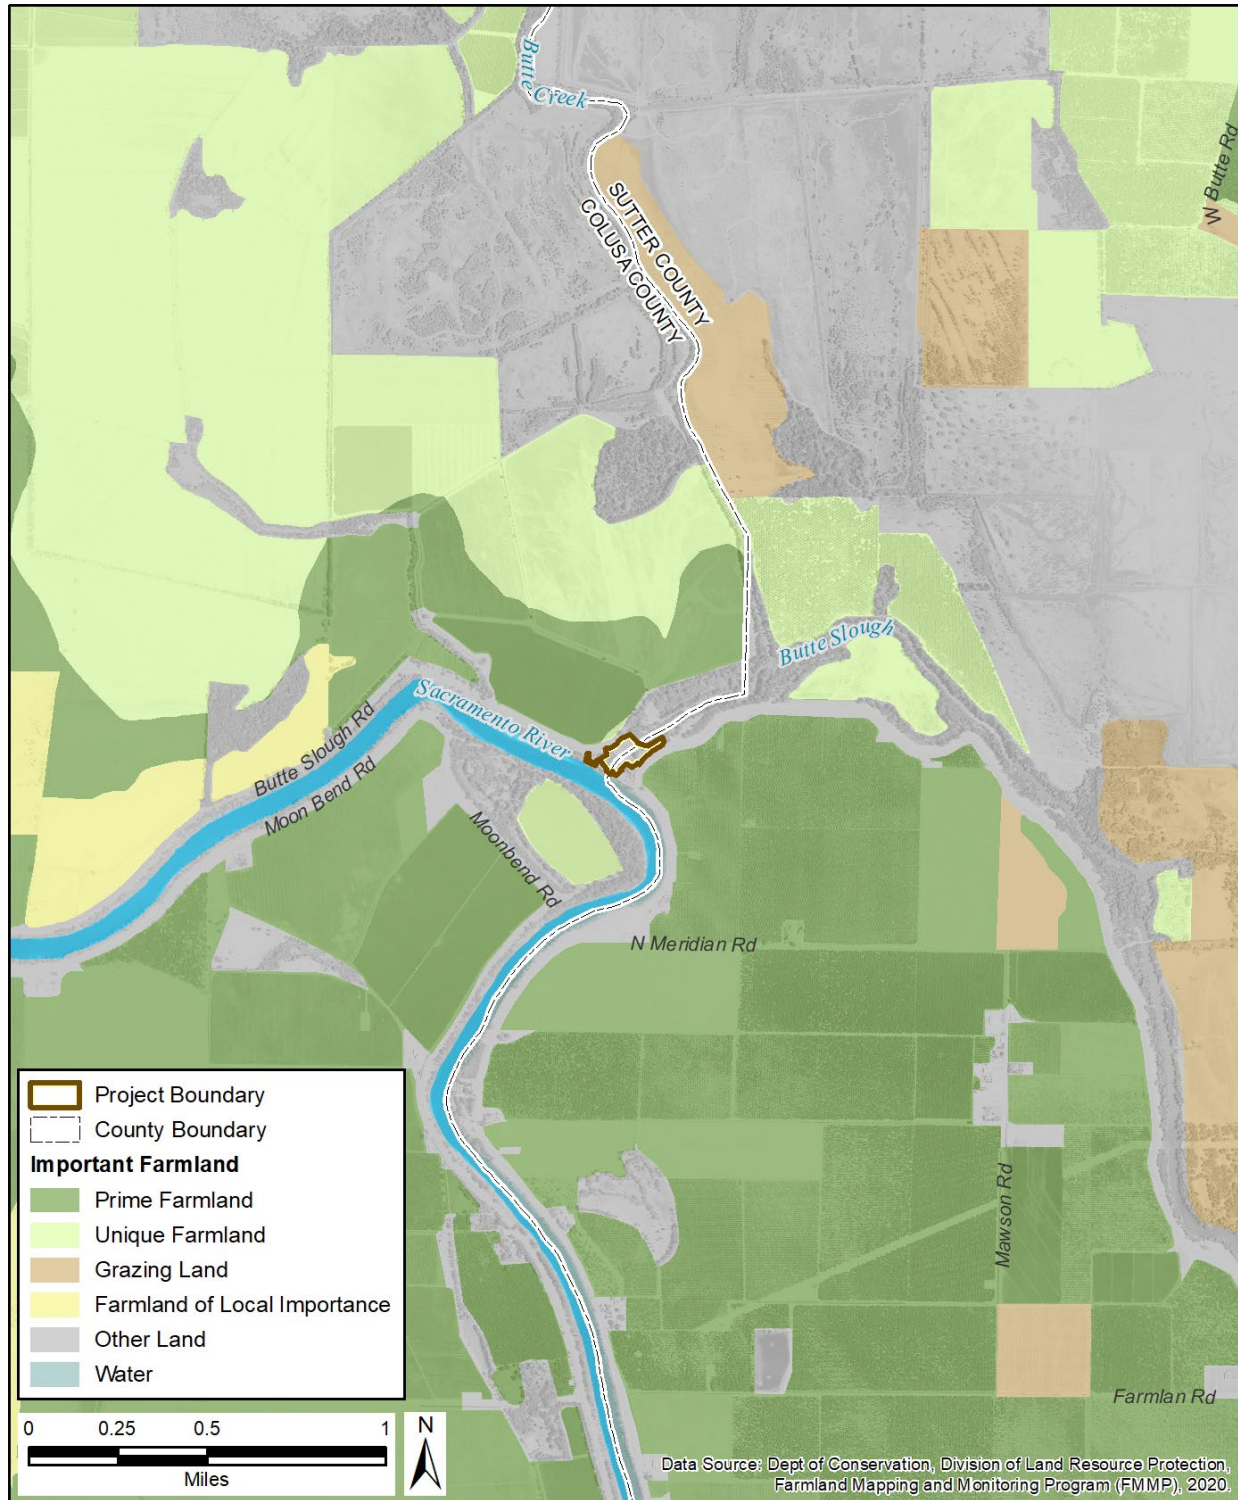 Butte Creek
W Butte Rd
SUTTER COUNTY
COLUSA COUNTY
Butte Slough
Sacramento River
Butte Slough Rd
Moon Bend Rd
Moonbend Rd
N Meridian Rd
Mawson Rd
Farmlan Rd
Project Boundary
County Boundary
Important Farmland
Prime Farmland
Unique Farmland
Grazing Land
Farmland of Local Importance
Other Land
Water
0 0.25 0.5 1
Miles
N
Data Source: Dept of Conservation, Division of Land Resource Protection,
Farmland Mapping and Monitoring Program (FMMP), 2020.